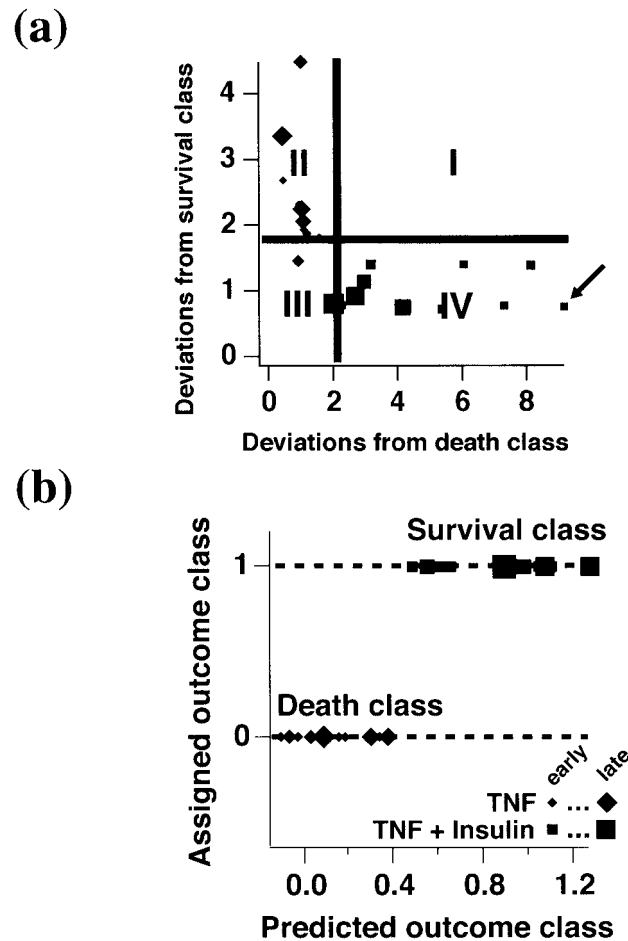 (a)
Deviations from survival class
4
3
2
1
0
II
I
III
IV
0 2 4 6 8
Deviations from death class
(b)
Assigned outcome class
Survival class
1
Death class
0
early late
TNF ...
TNF + Insulin ...
0.0 0.4 0.8 1.2
Predicted outcome class